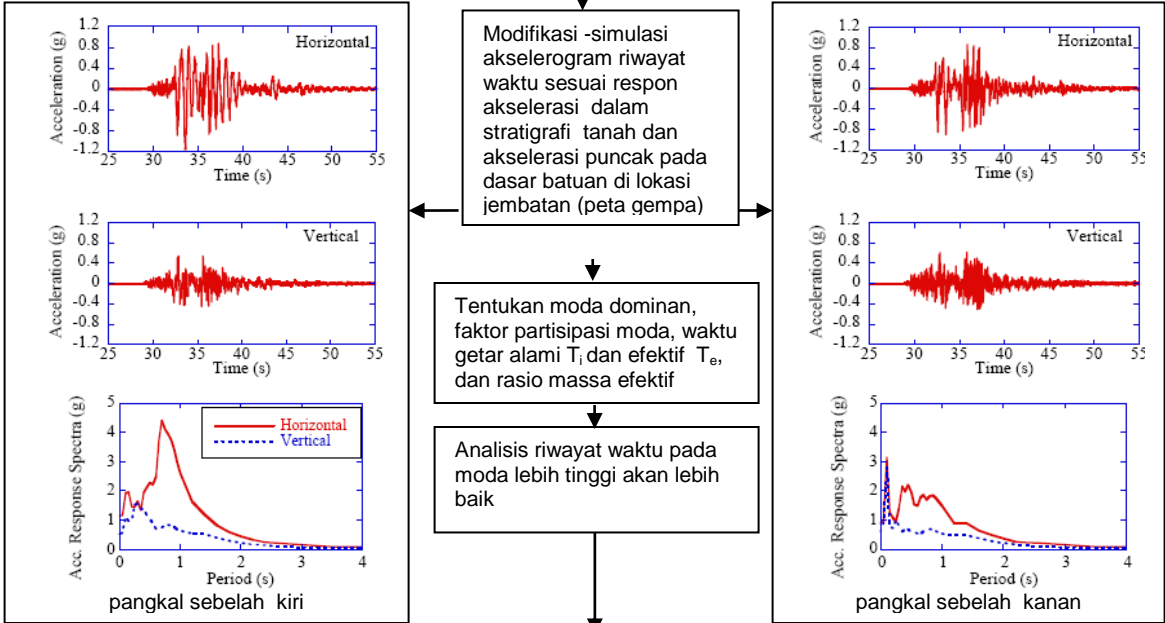 1.2
0.8
0.4
0
-0.4
-0.8
-1.2
Acceleration (g)
Horizontal
25 30 35 40 45 50 55
Time (s)
1.2
0.8
0.4
0
-0.4
-0.8
-1.2
Acceleration (g)
Vertical
25 30 35 40 45 50 55
Time (s)
5
4
3
2
1
0
Acc. Response Spectra (g)
Horizontal
Vertical
0 1 2 3 4
Period (s)
pangkal sebelah kiri
Modifikasi -simulasi
akselerogram riwayat
waktu sesuai respon
akselerasi dalam
stratigrafi tanah dan
akselerasi puncak pada
dasar batuan di lokasi
jembatan (peta gempa)
Tentukan moda dominan,
faktor partisipasi moda, waktu
getar alami Ti dan efektif Te,
dan rasio massa efektif
Analisis riwayat waktu pada
moda lebih tinggi akan lebih
baik
1.2
0.8
0.4
0
-0.4
-0.8
-1.2
Acceleration (g)
Horizontal
25 30 35 40 45 50 55
Time (s)
1.2
0.8
0.4
0
-0.4
-0.8
-1.2
Acceleration (g)
Vertical
25 30 35 40 45 50 55
Time (s)
5
4
3
2
1
0
Acc. Response Spectra (g)
0 1 2 3 4
Period (s)
pangkal sebelah kanan